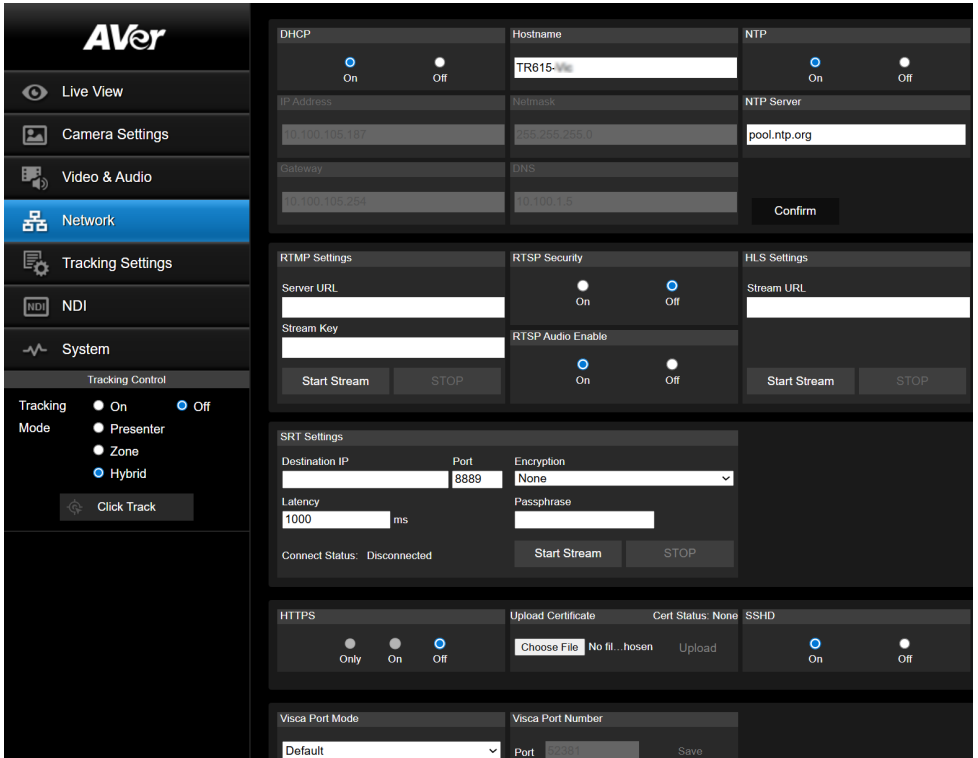 AVer
Live View
Camera Settings
Video & Audio
Network
Tracking Settings
NDI NDI
System
Tracking Control
Tracking On Off
Mode Presenter
Zone
Hybrid
Click Track
DHCP
On Off
Hostname
TR615-
NTP
On Off
IP Address
10.100.105.187
Netmask
255.255.255.0
NTP Server
pool.ntp.org
Gateway
10.100.105.254
DNS
10.100.1.5
Confirm
RTMP Settings
Server URL
Stream Key
Start Stream STOP
RTSP Security
On Off
RTSP Audio Enable
On Off
HLS Settings
Stream URL
Start Stream STOP
SRT Settings
Destination IP Port Encryption
8889 None
Latency Passphrase
1000 ms
Connect Status: Disconnected Start Stream STOP
HTTPS
Only On Off
Upload Certificate Cert Status: None
Choose File No fil...hosen Upload
SSHD
On Off
Visca Port Mode
Default
Visca Port Number
Port 52381 Save